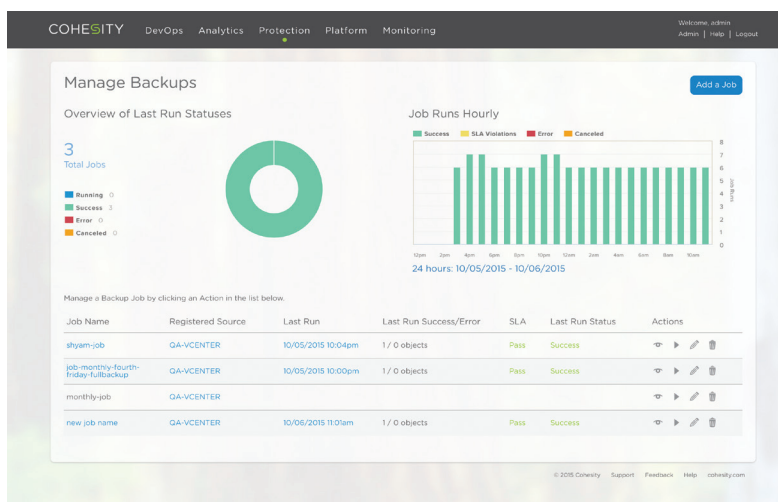 COHESITY DevOps Analytics Protection Platform Monitoring
Welcome, admin
Admin | Help | Logout
Manage Backups
Add a Job
Overview of Last Run Statuses
3
Total Jobs
Running 0
Success 3
Error 0
Canceled 0
Job Runs Hourly
Success SLA Violations Error Canceled
8
7
6
5
4
3
2
1
0
Job Runs
12pm 2pm 4pm 6pm 8pm 10pm 12am 2am 4am 6am 8am 10am
24 hours: 10/05/2015 - 10/06/2015
Manage a Backup Job by clicking an Action in the list below.
Job Name Registered Source Last Run Last Run Success/Error SLA Last Run Status Actions
shyam-job QA-VCENTER 10/05/2015 10:04pm 1 / 0 objects Pass Success
job-monthly-fourth-
friday-fullbackup QA-VCENTER 10/05/2015 10:00pm 1 / 0 objects Pass Success
monthly-job QA-VCENTER
new job name QA-VCENTER 10/06/2015 11:01am 1 / 0 objects Pass Success
© 2015 Cohesity Support Feedback Help cohesity.com